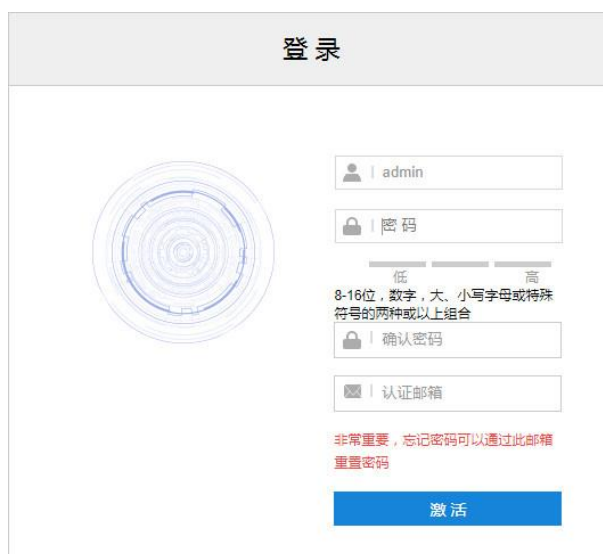 登录
admin
密码
低 高
8-16位，数字，大、小写字母或特殊
符号的两种或以上组合
确认密码
认证邮箱
非常重要，忘记密码可以通过此邮箱
重置密码
激活